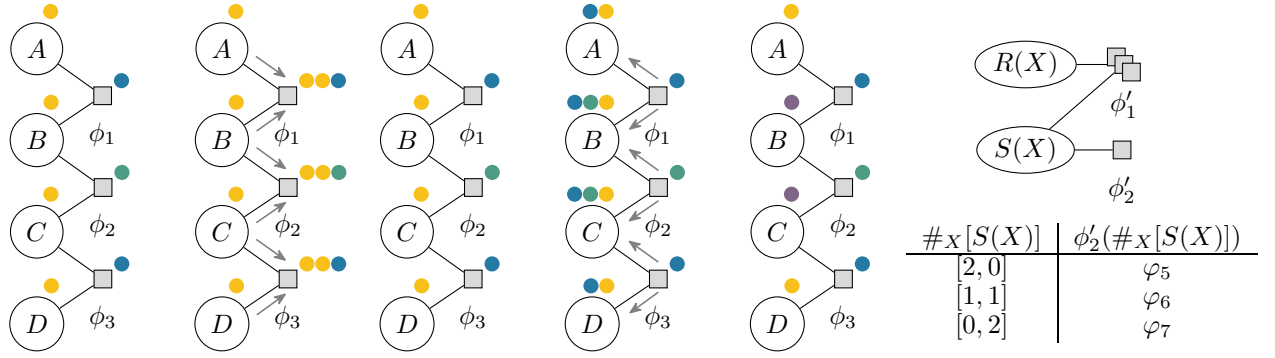 A A A A A
ϕ₁ ϕ₁ ϕ₁ ϕ₁ ϕ₁
B B B B B
ϕ₂ ϕ₂ ϕ₂ ϕ₂ ϕ₂
C C C C C
ϕ₃ ϕ₃ ϕ₃ ϕ₃ ϕ₃
D D D D D
R(X)
ϕ′₁
S(X)
ϕ′₂
#X[S(X)] ϕ′₂(#X[S(X)])
[2, 0] φ₅
[1, 1] φ₆
[0, 2] φ₇